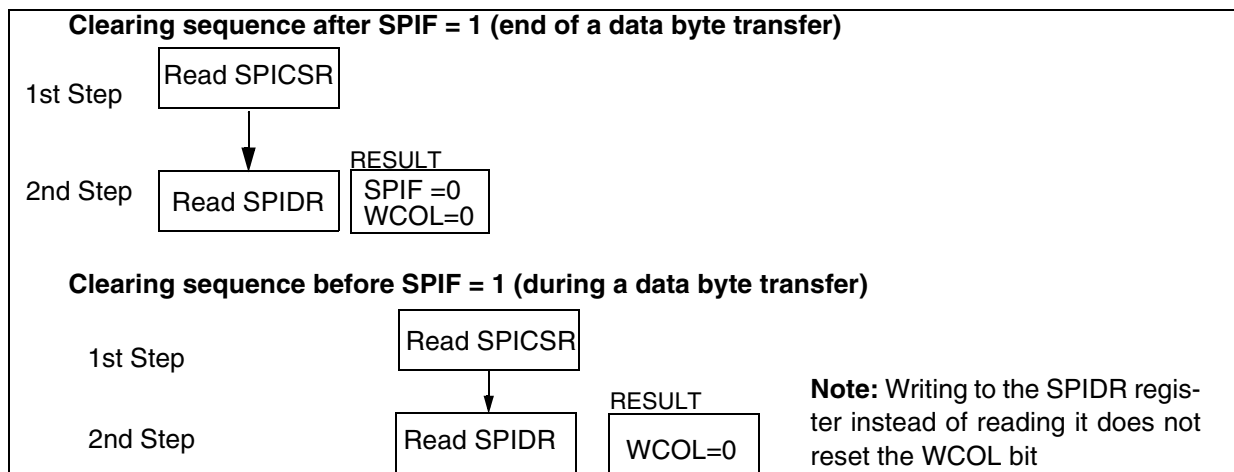 Clearing sequence after SPIF = 1 (end of a data byte transfer)
1st Step
Read SPICSR
2nd Step
Read SPIDR
RESULT
SPIF =0
WCOL=0
Clearing sequence before SPIF = 1 (during a data byte transfer)
1st Step
Read SPICSR
2nd Step
Read SPIDR
RESULT
WCOL=0
Note: Writing to the SPIDR regis-
ter instead of reading it does not
reset the WCOL bit